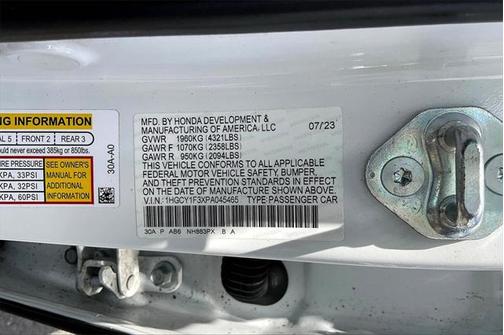 NG INFORMATION
AL 5 | FRONT 2 | REAR 3
ould never exceed 385kg or 850lbs.
RE PRESSURE
KPA, 33PSI
KPA, 32PSI
KPA, 60PSI
SEE OWNER'S
MANUAL FOR
ADDITIONAL
INFORMATION
30A-A0
MFD. BY HONDA DEVELOPMENT &
MANUFACTURING OF AMERICA, LLC 07/23
GVWR 1960KG (4321LBS)
GAWR F 1070KG (2358LBS)
GAWR R 950KG (2094LBS)
THIS VEHICLE CONFORMS TO ALL APPLICABLE
FEDERAL MOTOR VEHICLE SAFETY, BUMPER,
AND THEFT PREVENTION STANDARDS IN EFFECT
ON THE DATE OF MANUFACTURE SHOWN ABOVE.
V.I.N.: 1HGCY1F3XPA045465 TYPE: PASSENGER CAR
30A P AB6 NH883PX B A